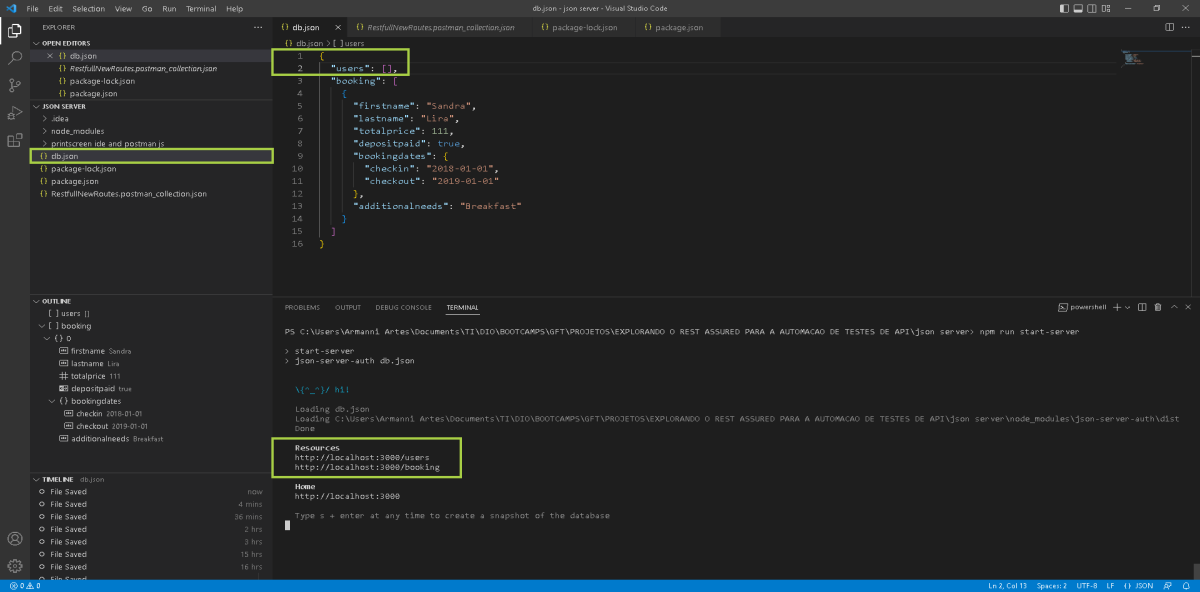 File Edit Selection View Go Run Terminal Help
db.json - json server - Visual Studio Code
EXPLORER
OPEN EDITORS
db.json
RestfullNewRoutes.postman_collection.json
package-lock.json
package.json
JSON SERVER
.idea
node_modules
printscreen ide and postman js
db.json
package-lock.json
package.json
RestfullNewRoutes.postman_collection.json
OUTLINE
[ ] users []
[ ] booking
{} 0
firstname Sandra
lastname Lira
totalprice 111
depositpaid true
{} bookingdates
checkin 2018-01-01
checkout 2019-01-01
additionalneeds Breakfast
TIMELINE db.json
File Saved now
File Saved 4 mins
File Saved 36 mins
File Saved 2 hrs
File Saved 3 hrs
File Saved 15 hrs
File Saved 16 hrs
File Saved
{} db.json {} RestfullNewRoutes.postman_collection.json {} package-lock.json {} package.json
{} db.json > [ ] users
1 {
2 "users": [],
3 "booking": [
4 {
5 "firstname": "Sandra",
6 "lastname": "Lira",
7 "totalprice": 111,
8 "depositpaid": true,
9 "bookingdates": {
10 "checkin": "2018-01-01",
11 "checkout": "2019-01-01"
12 },
13 "additionalneeds": "Breakfast"
14 }
15 ]
16 }
PROBLEMS OUTPUT DEBUG CONSOLE TERMINAL
powershell
PS C:\Users\Armanni Artes\Documents\TI\DIO\BOOTCAMPS\GFT\PROJETOS\EXPLORANDO O REST ASSURED PARA A AUTOMACAO DE TESTES DE API\json server> npm run start-server
> start-server
> json-server-auth db.json
\{^_^}/ hi!
Loading db.json
Loading C:\Users\Armanni Artes\Documents\TI\DIO\BOOTCAMPS\GFT\PROJETOS\EXPLORANDO O REST ASSURED PARA A AUTOMACAO DE TESTES DE API\json server\node_modules\json-server-auth\dist
Done
Resources
http://localhost:3000/users
http://localhost:3000/booking
Home
http://localhost:3000
Type s + enter at any time to create a snapshot of the database
0 0 Ln 2, Col 13 Spaces: 2 UTF-8 LF {} JSON